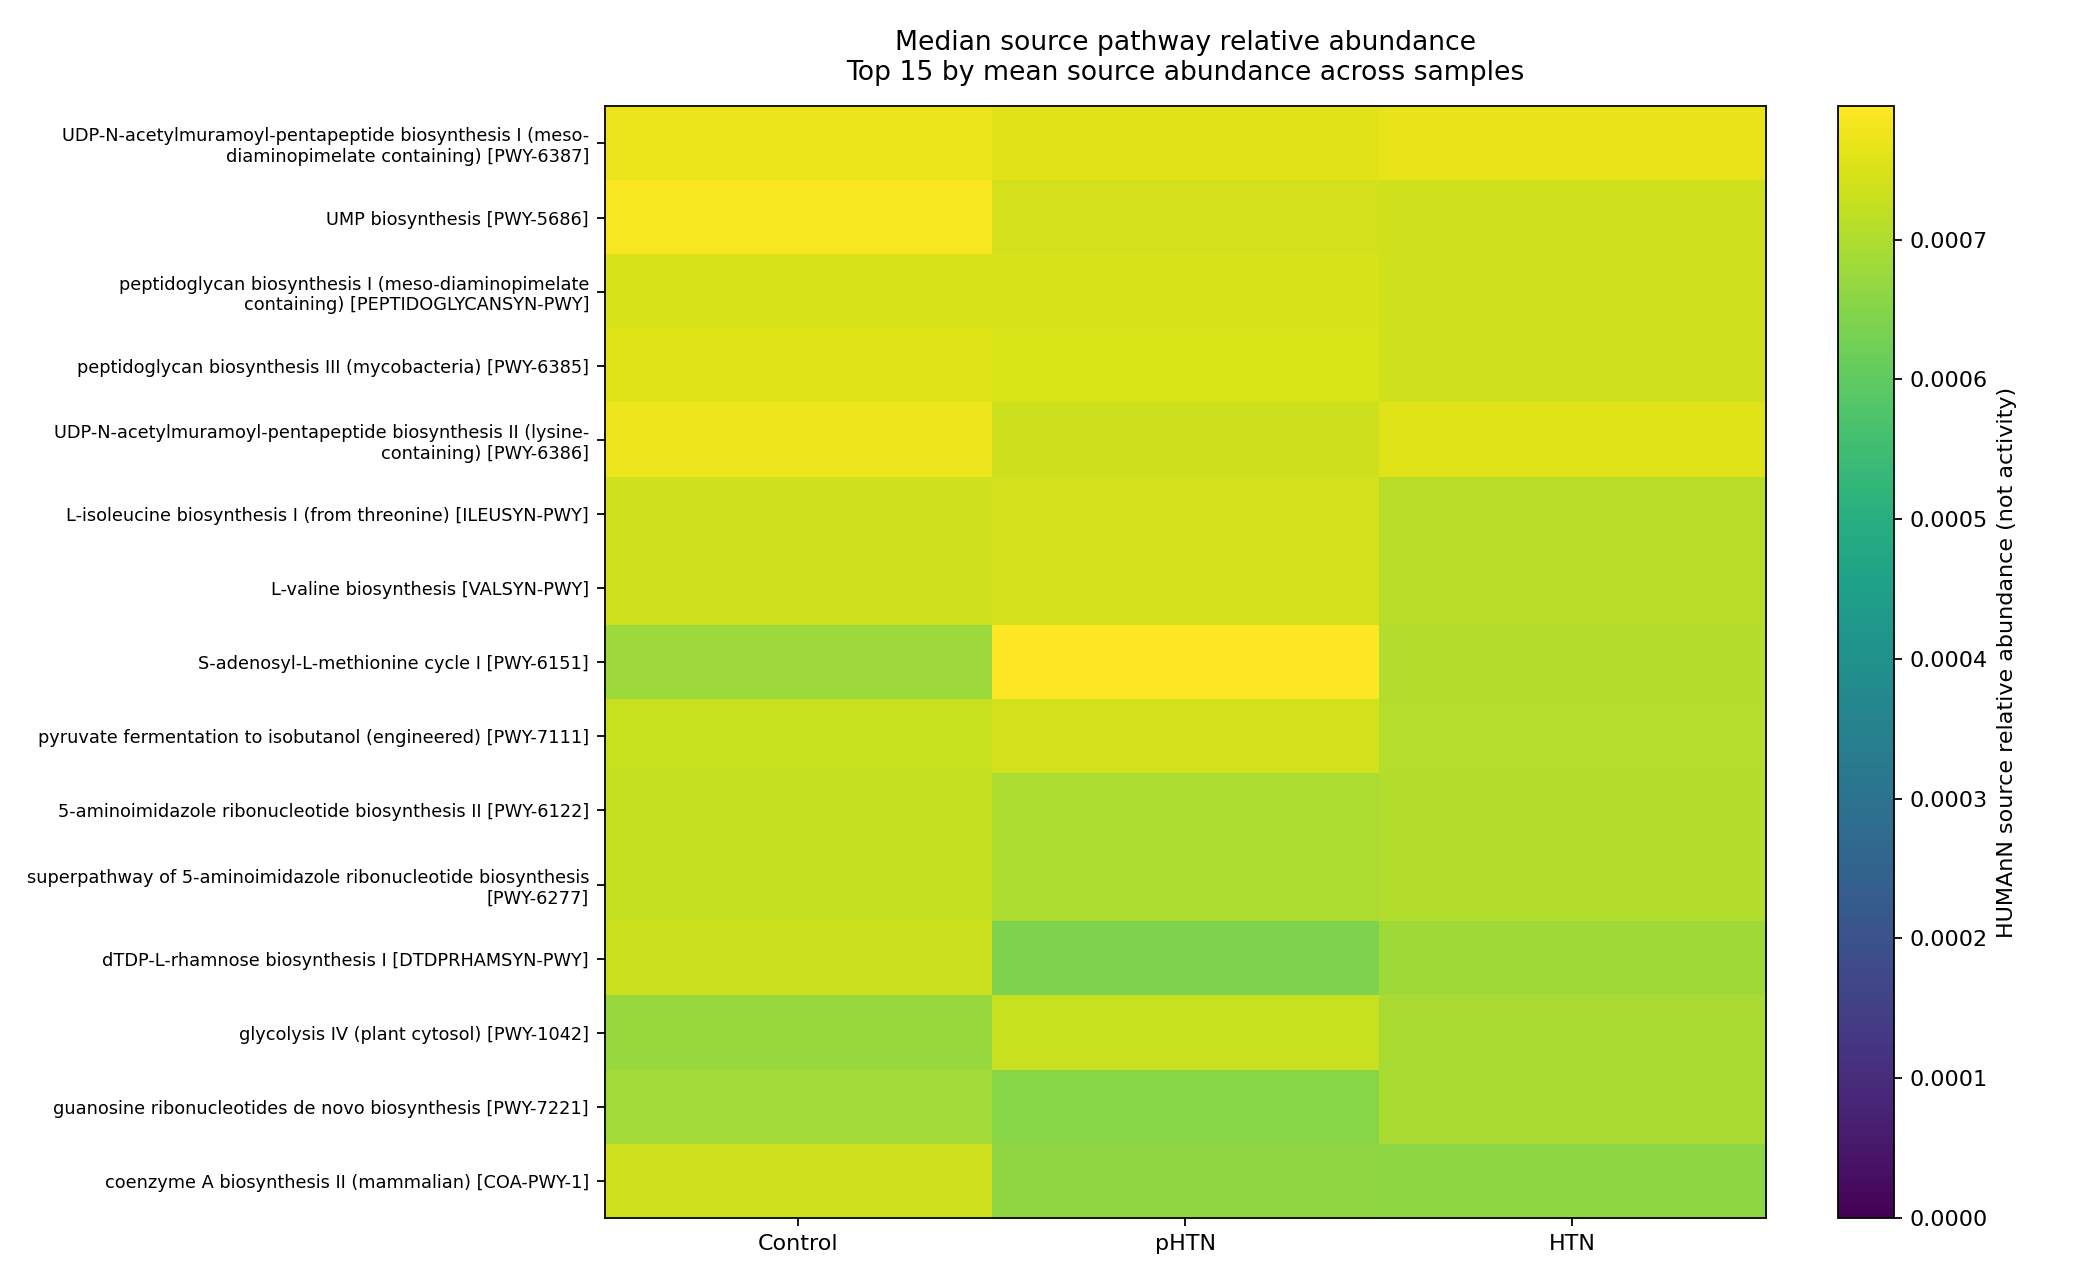 Median source pathway relative abundance
Top 15 by mean source abundance across samples
UDP-N-acetylmuramoyl-pentapeptide biosynthesis I (meso-
diaminopimelate containing) [PWY-6387]
UMP biosynthesis [PWY-5686]
peptidoglycan biosynthesis I (meso-diaminopimelate
containing) [PEPTIDOGLYCANSYN-PWY]
peptidoglycan biosynthesis III (mycobacteria) [PWY-6385]
UDP-N-acetylmuramoyl-pentapeptide biosynthesis II (lysine-
containing) [PWY-6386]
L-isoleucine biosynthesis I (from threonine) [ILEUSYN-PWY]
L-valine biosynthesis [VALSYN-PWY]
S-adenosyl-L-methionine cycle I [PWY-6151]
pyruvate fermentation to isobutanol (engineered) [PWY-7111]
5-aminoimidazole ribonucleotide biosynthesis II [PWY-6122]
superpathway of 5-aminoimidazole ribonucleotide biosynthesis
[PWY-6277]
dTDP-L-rhamnose biosynthesis I [DTDPRHAMSYN-PWY]
glycolysis IV (plant cytosol) [PWY-1042]
guanosine ribonucleotides de novo biosynthesis [PWY-7221]
coenzyme A biosynthesis II (mammalian) [COA-PWY-1]
Control
pHTN
HTN
0.0007
0.0006
0.0005
0.0004
0.0003
0.0002
0.0001
0.0000
HUMAnN source relative abundance (not activity)